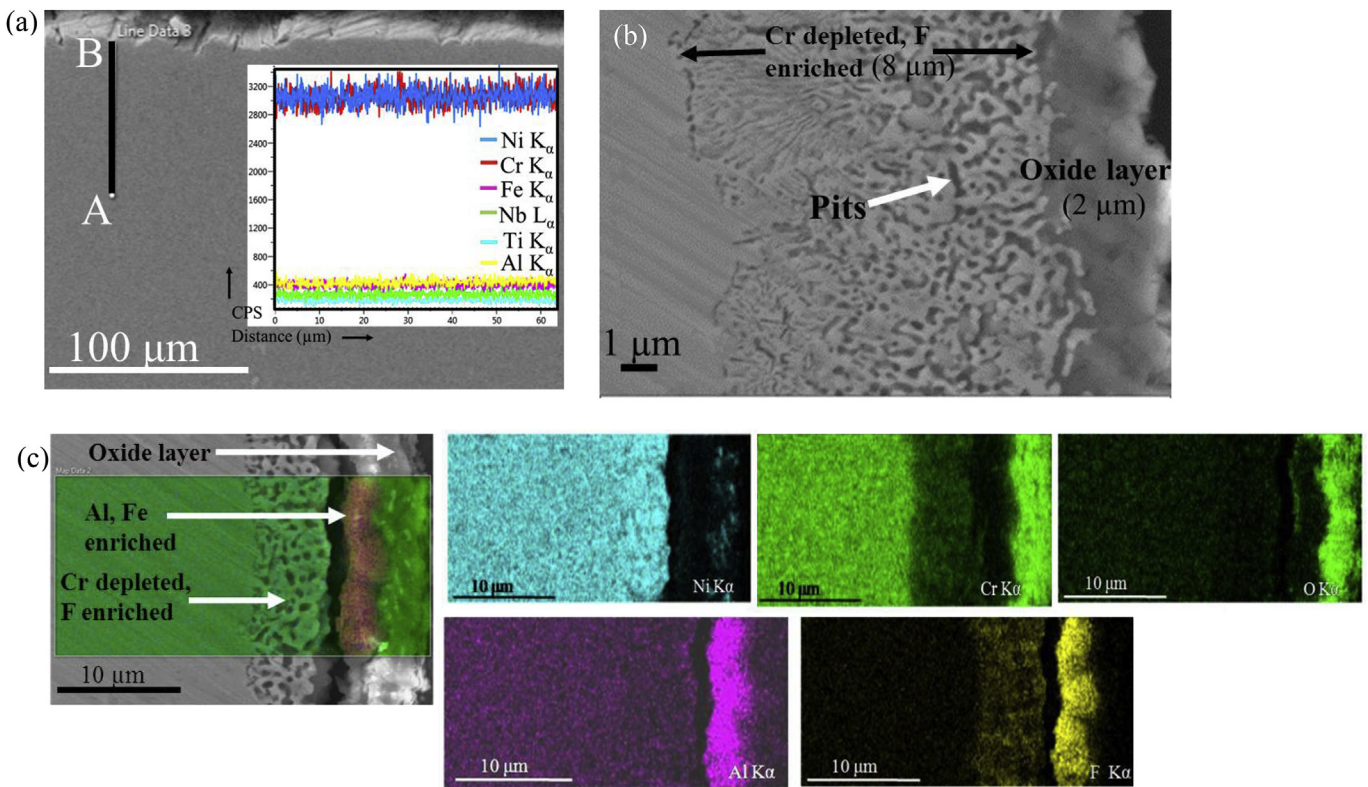 (a)
Line Data 3
B
A
3200
2800
2400
2000
1600
1200
800
400
Ni Kα
Cr Kα
Fe Kα
Nb Lα
Ti Kα
Al Kα
CPS
0 10 20 30 40 50 60
Distance (µm)
100 µm
(b)
Cr depleted, F
enriched (8 µm)
Oxide layer
(2 µm)
Pits
1 µm
(c)
Oxide layer
Map Data 2
Al, Fe
enriched
Cr depleted,
F enriched
10 µm
10 µm
Ni Kα
10 µm
Cr Kα
10 µm
O Kα
10 µm
Al Kα
10 µm
F Kα